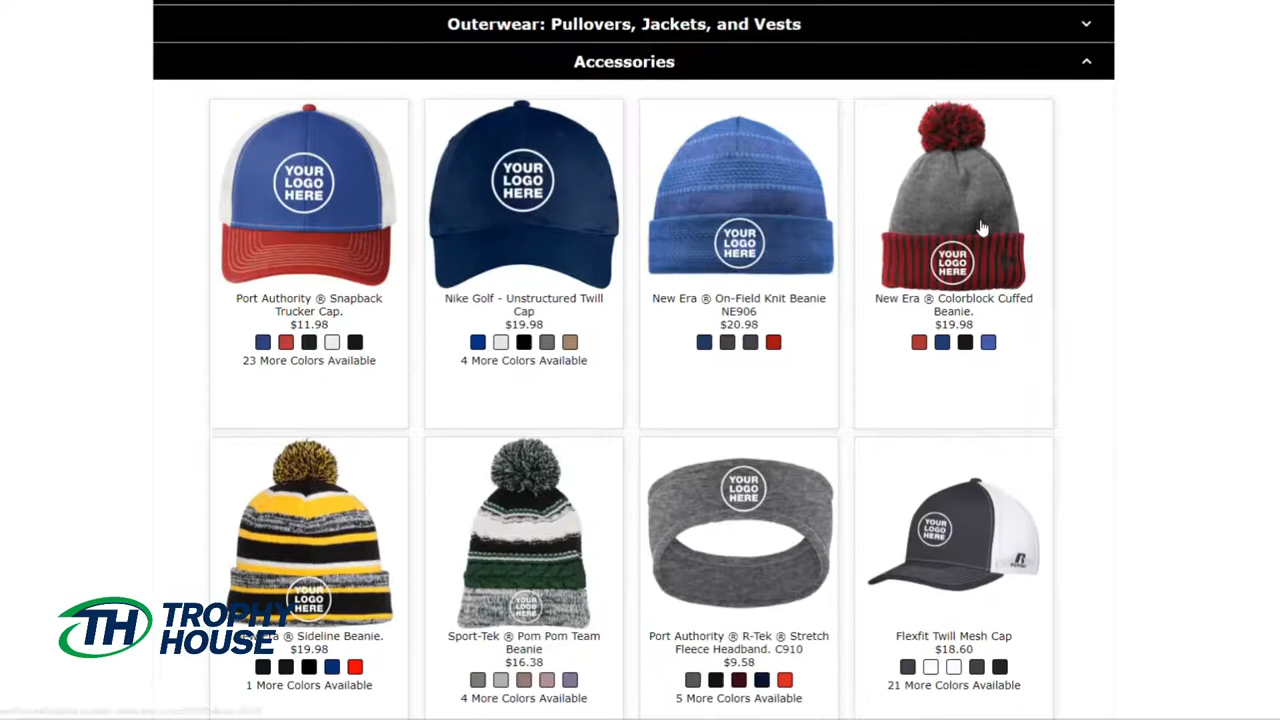 Outerwear: Pullovers, Jackets, and Vests
Accessories
YOUR
LOGO
HERE
Port Authority ® Snapback
Trucker Cap.
$11.98
23 More Colors Available
YOUR
LOGO
HERE
Nike Golf - Unstructured Twill
Cap
$19.98
4 More Colors Available
YOUR
LOGO
HERE
New Era ® On-Field Knit Beanie
NE906
$20.98
YOUR
LOGO
HERE
New Era ® Colorblock Cuffed
Beanie.
$19.98
YOUR
LOGO
HERE
Era ® Sideline Beanie.
$19.98
1 More Colors Available
YOUR
LOGO
HERE
Sport-Tek ® Pom Pom Team
Beanie
$16.38
4 More Colors Available
YOUR
LOGO
HERE
Port Authority ® R-Tek ® Stretch
Fleece Headband. C910
$9.58
5 More Colors Available
YOUR
LOGO
HERE
R
Flexfit Twill Mesh Cap
$18.60
21 More Colors Available
TH TROPHY
HOUSE